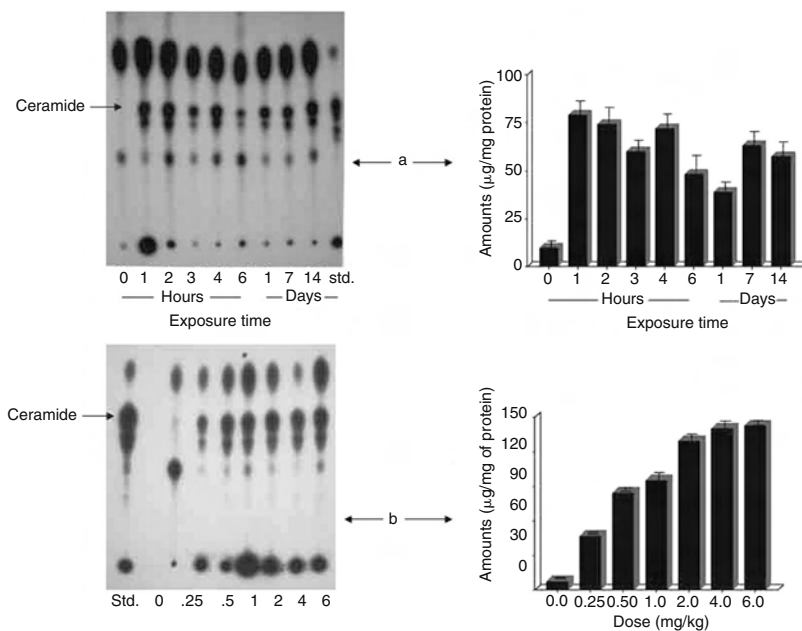 Ceramide
0 1 2 3 4 6 1 7 14 std.
Hours Days
Exposure time
a
Amounts (µg/mg protein)
100
75
50
25
0
0 1 2 3 4 6 1 7 14
Hours Days
Exposure time
Ceramide
Std. 0 .25 .5 1 2 4 6
b
Amounts (µg/mg of protein)
150
120
90
60
30
0
0.0 0.25 0.50 1.0 2.0 4.0 6.0
Dose (mg/kg)